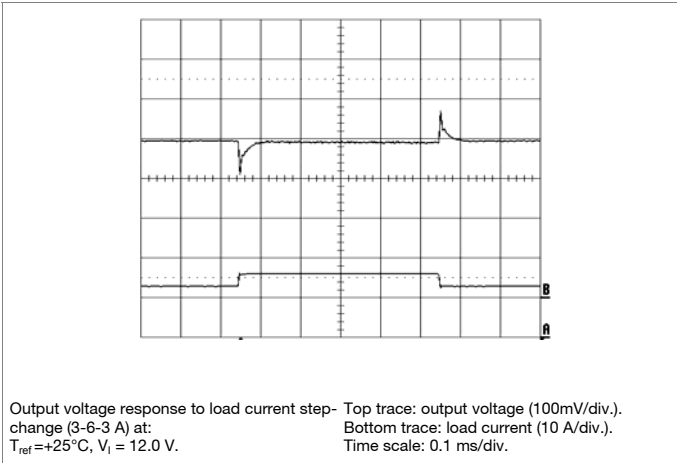 B
A
Output voltage response to load current step-
change (3-6-3 A) at:
Tref =+25°C, VI = 12.0 V.
Top trace: output voltage (100mV/div.).
Bottom trace: load current (10 A/div.).
Time scale: 0.1 ms/div.